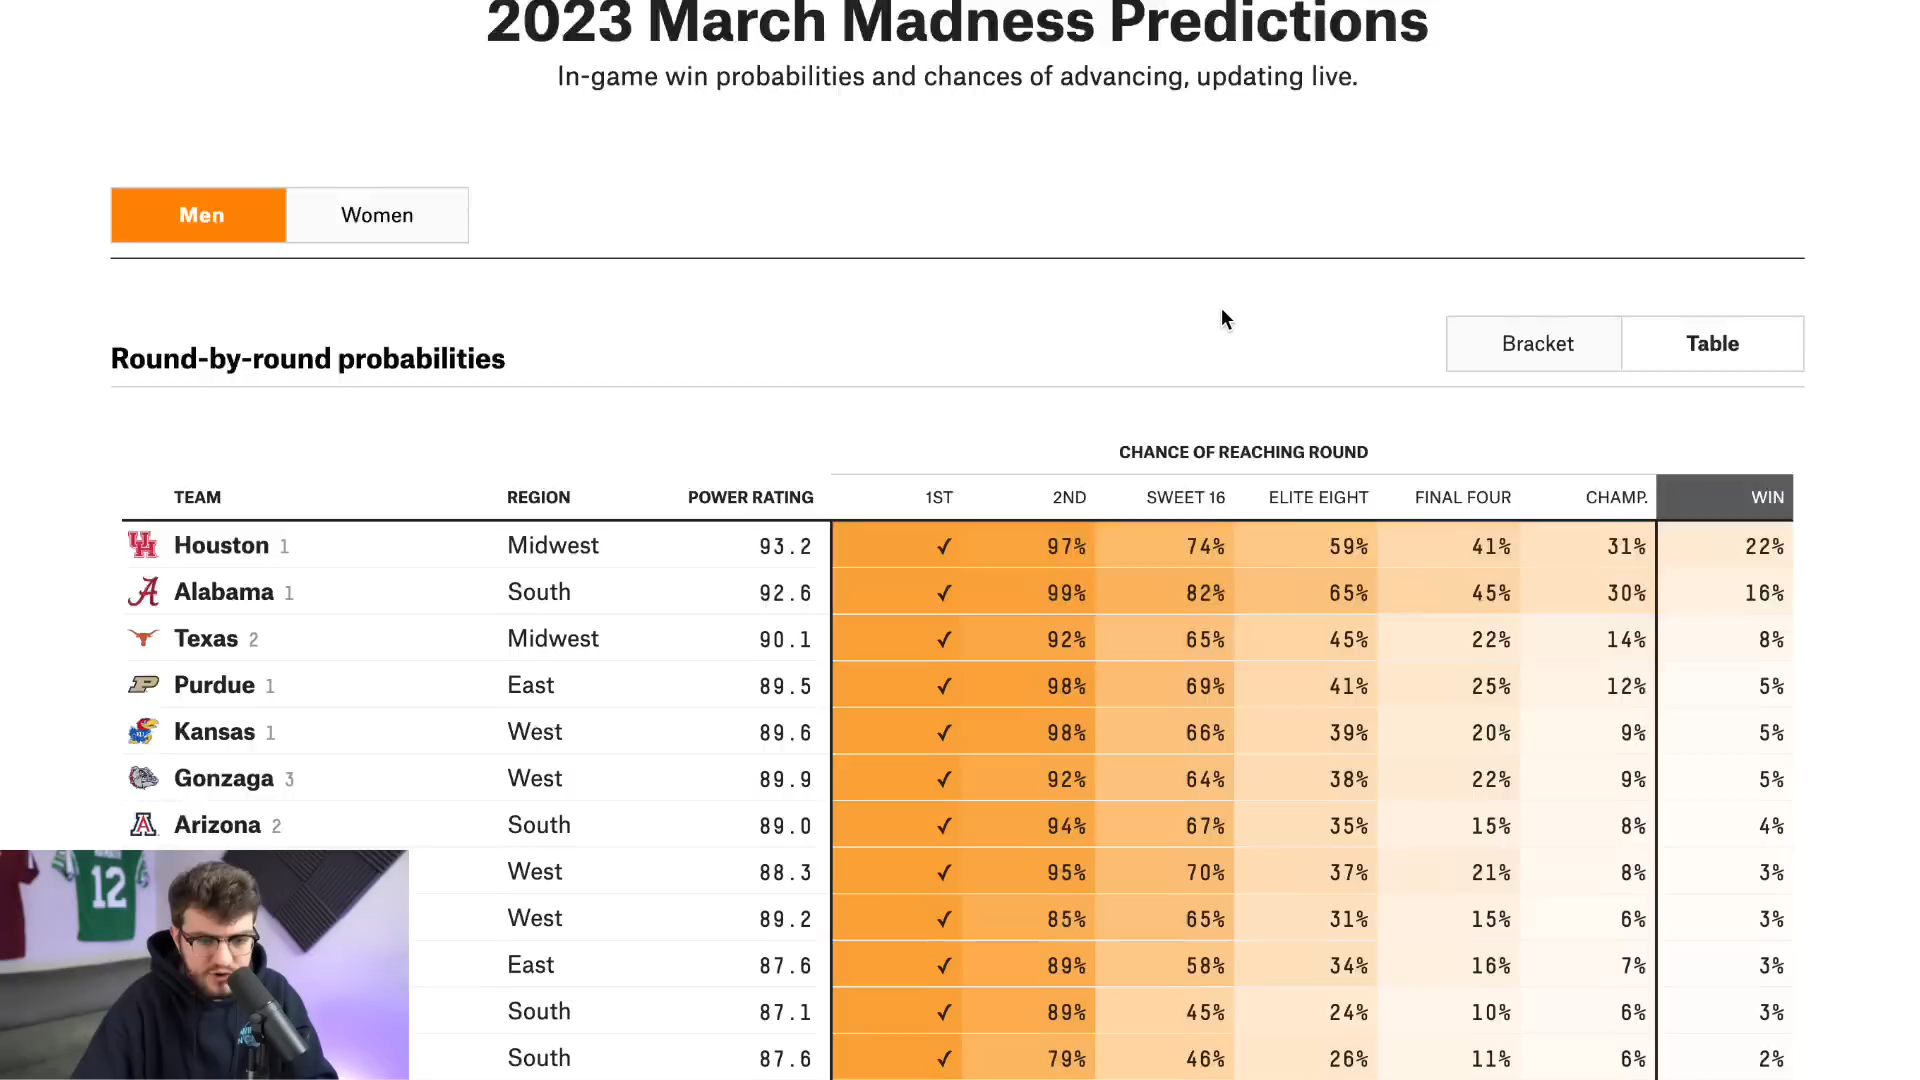 2023 March Madness Predictions
In-game win probabilities and chances of advancing, updating live.
Men Women
Bracket Table
Round-by-round probabilities
CHANCE OF REACHING ROUND
TEAM REGION POWER RATING 1ST 2ND SWEET 16 ELITE EIGHT FINAL FOUR CHAMP. WIN
Houston 1 Midwest 93.2 ✓ 97% 74% 59% 41% 31% 22%
Alabama 1 South 92.6 ✓ 99% 82% 65% 45% 30% 16%
Texas 2 Midwest 90.1 ✓ 92% 65% 45% 22% 14% 8%
Purdue 1 East 89.5 ✓ 98% 69% 41% 25% 12% 5%
Kansas 1 West 89.6 ✓ 98% 66% 39% 20% 9% 5%
Gonzaga 3 West 89.9 ✓ 92% 64% 38% 22% 9% 5%
Arizona 2 South 89.0 ✓ 94% 67% 35% 15% 8% 4%
West 88.3 ✓ 95% 70% 37% 21% 8% 3%
West 89.2 ✓ 85% 65% 31% 15% 6% 3%
East 87.6 ✓ 89% 58% 34% 16% 7% 3%
South 87.1 ✓ 89% 45% 24% 10% 6% 3%
South 87.6 ✓ 79% 46% 26% 11% 6% 2%
12